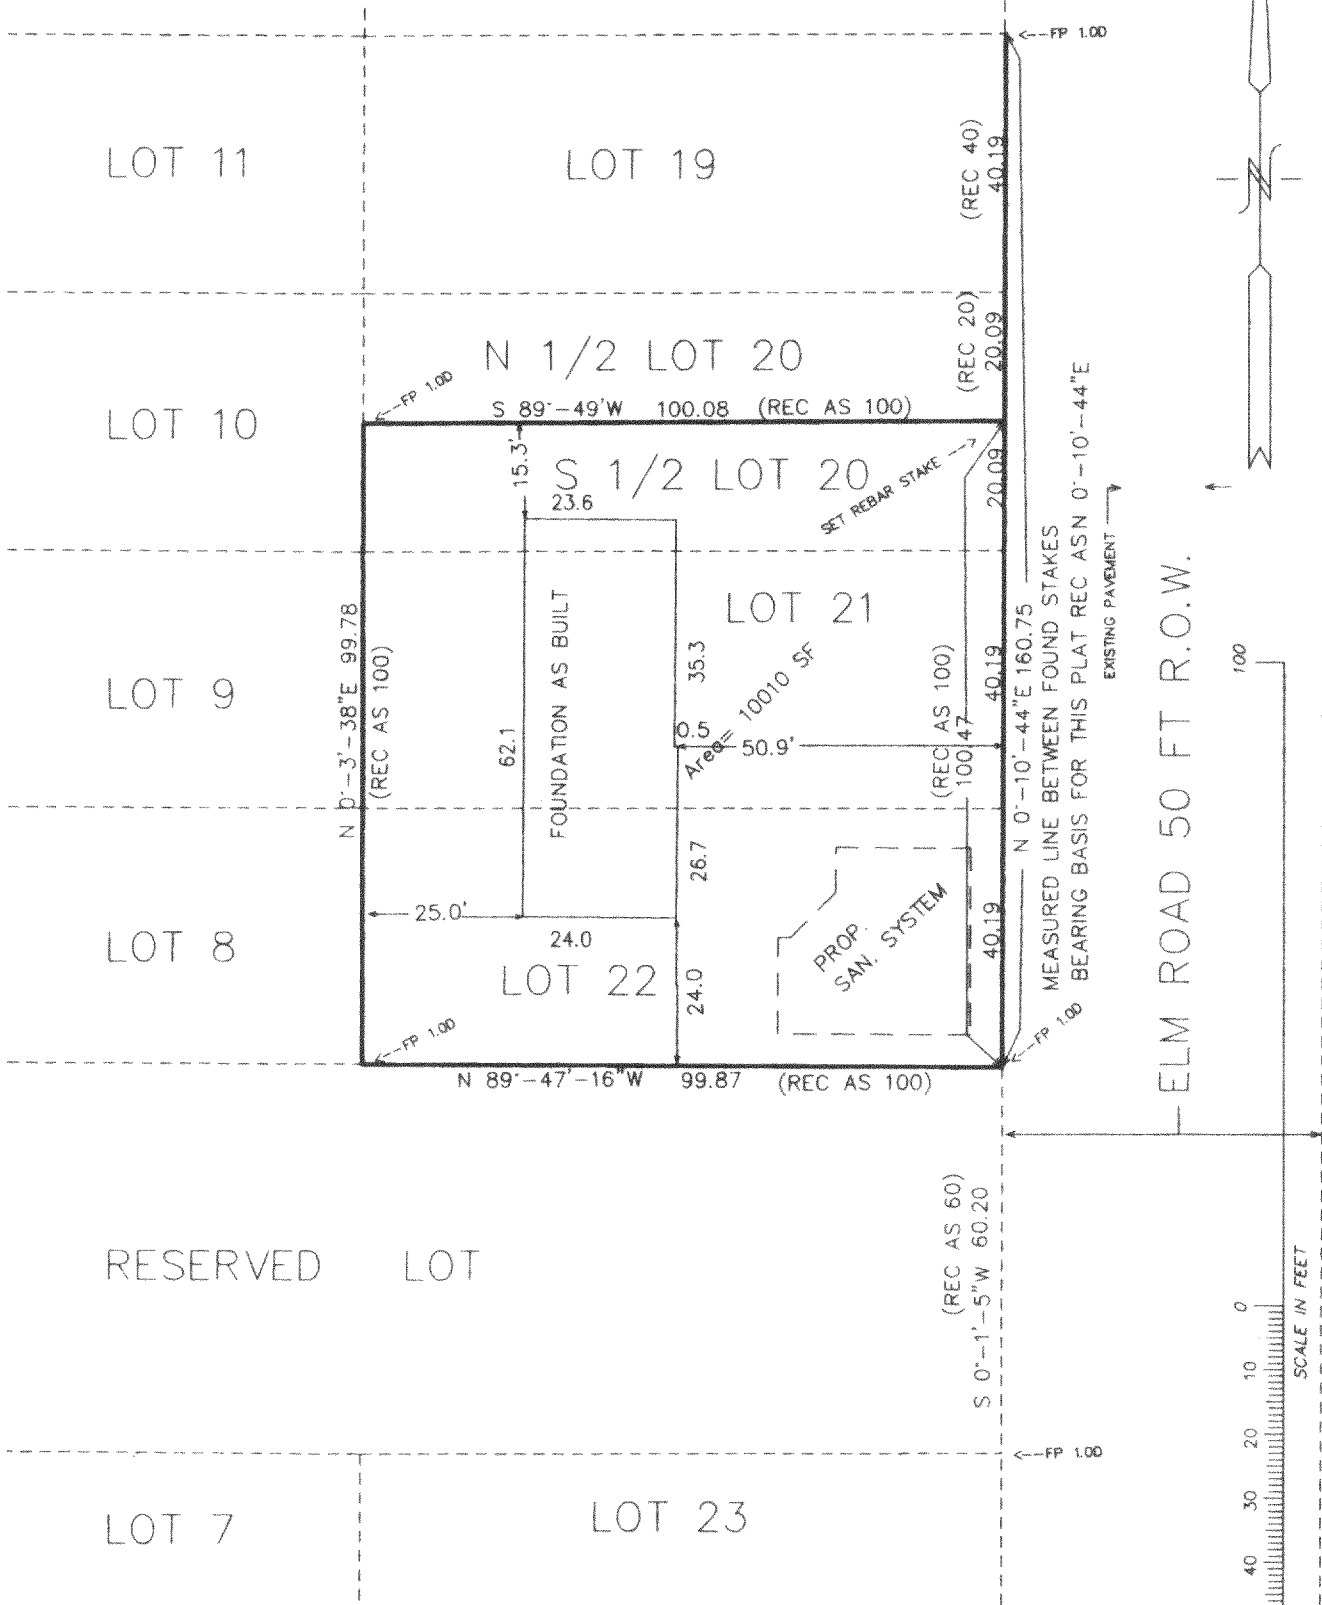 <--FP 1.0D
LOT 11
LOT 19
(REC 40)
40.19
N
(REC 20)
20.09
N 1/2 LOT 20
<--FP 1.0D
S 89°-49'W 100.08 (REC AS 100)
LOT 10
15.3'
S 1/2 LOT 20
23.6
SET REBAR STAKE -->
20.09
EXISTING PAVEMENT
N 0°-3'-38"E 99.78
(REC AS 100)
LOT 9
LOT 21
FOUNDATION AS BUILT
62.1
35.3
0.5
Area= 10010 SF
50.9'
(REC AS 100)
100.47
40.19
N 0°-10'-44"E 160.75
MEASURED LINE BETWEEN FOUND STAKES
BEARING BASIS FOR THIS PLAT REC AS N 0°-10'-44"E
ELM ROAD 50 FT R.O.W.
100
LOT 8
25.0'
26.7
24.0
LOT 22
24.0
PROP.
SAN. SYSTEM
40.19
<--FP 1.0D
<--FP 1.0D
N 89°-47'-16"W 99.87 (REC AS 100)
RESERVED LOT
(REC AS 60)
S 0°-1'-5"W 60.20
0
10
20
30
40
SCALE IN FEET
<--FP 1.0D
LOT 7
LOT 23